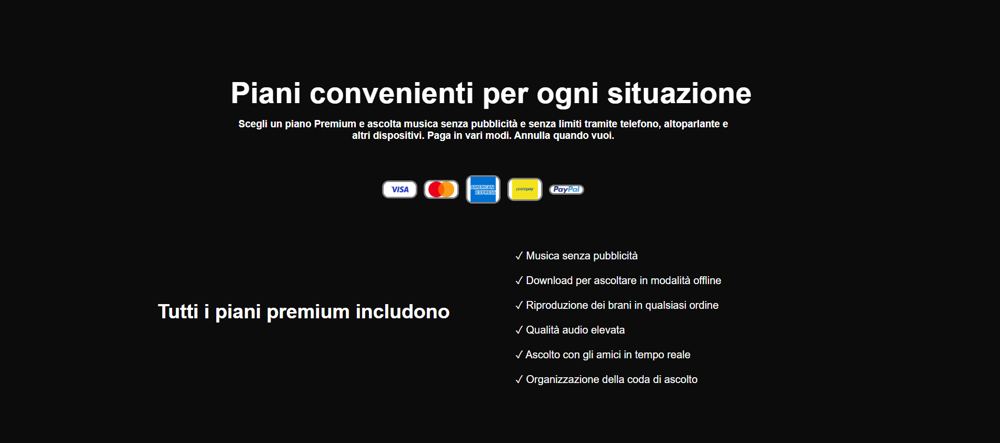 Piani convenienti per ogni situazione
Scegli un piano Premium e ascolta musica senza pubblicità e senza limiti tramite telefono, altoparlante e
altri dispositivi. Paga in vari modi. Annulla quando vuoi.
VISA
AMERICAN
EXPRESS
postepay
PayPal
Tutti i piani premium includono
✓ Musica senza pubblicità
✓ Download per ascoltare in modalità offline
✓ Riproduzione dei brani in qualsiasi ordine
✓ Qualità audio elevata
✓ Ascolto con gli amici in tempo reale
✓ Organizzazione della coda di ascolto